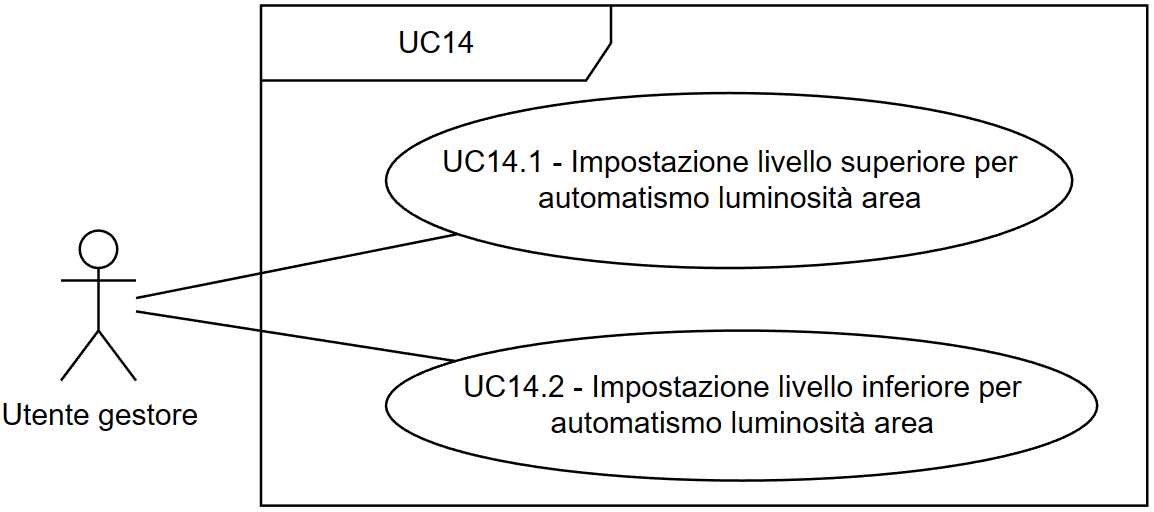 UC14
UC14.1 - Impostazione livello superiore per
automatismo luminosità area
UC14.2 - Impostazione livello inferiore per
automatismo luminosità area
Utente gestore